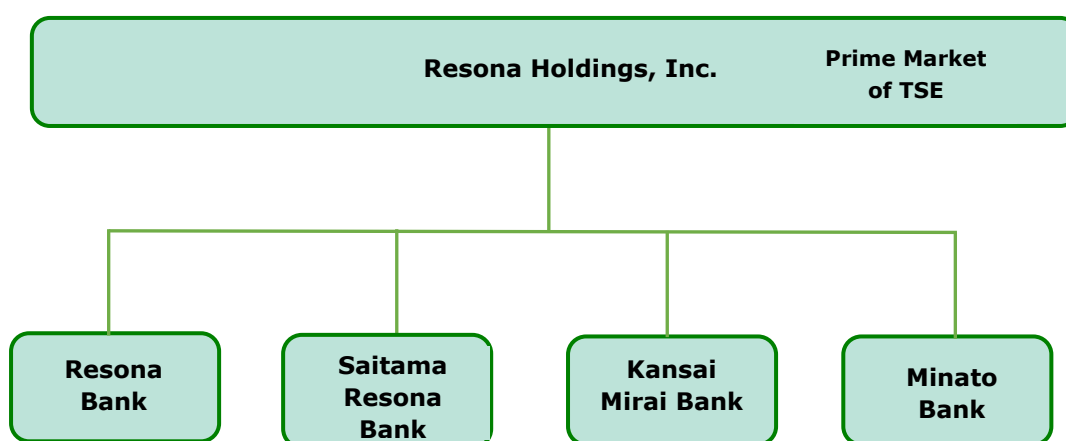 Resona Holdings, Inc.
Prime Market
of TSE
Resona
Bank
Saitama
Resona
Bank
Kansai
Mirai Bank
Minato
Bank